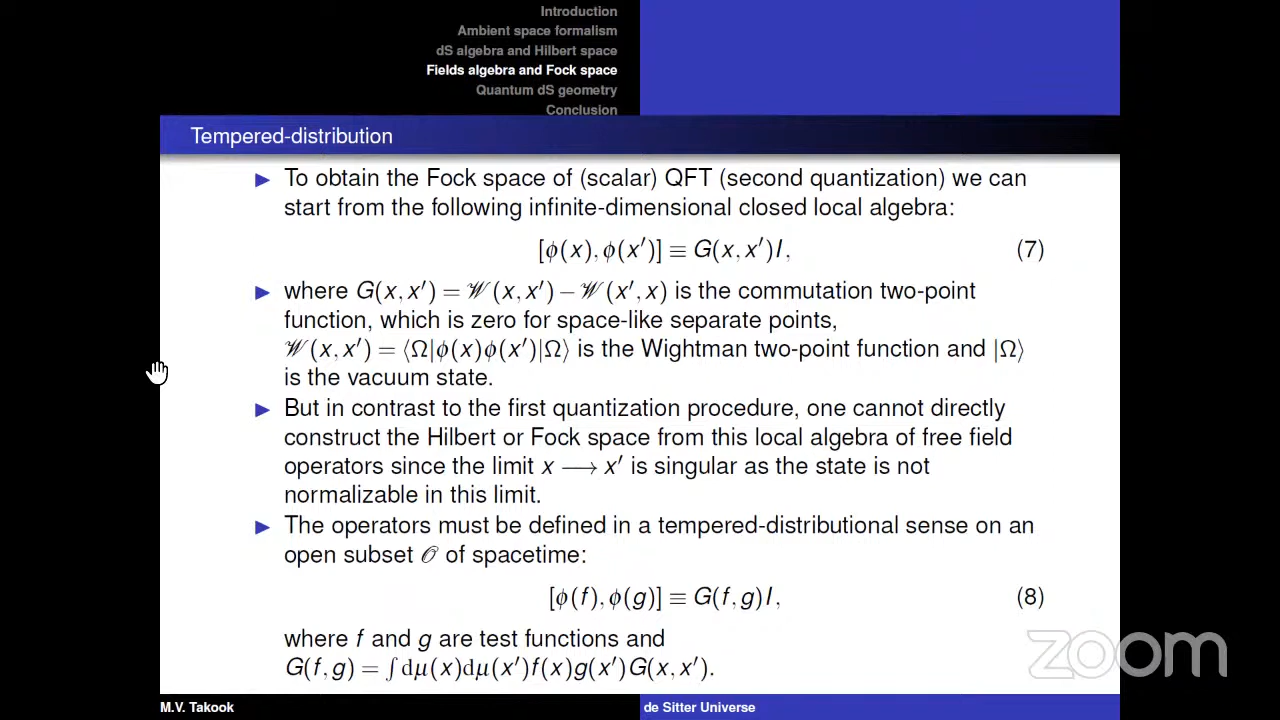 Introduction
Ambient space formalism
dS algebra and Hilbert space
Fields algebra and Fock space
Quantum dS geometry
Conclusion
Tempered-distribution
▶ To obtain the Fock space of (scalar) QFT (second quantization) we can
start from the following infinite-dimensional closed local algebra:
[ϕ(x), ϕ(x′)] ≡ G(x, x′)I, (7)
▶ where G(x, x′) = 𝒲(x, x′) − 𝒲(x′, x) is the commutation two-point
function, which is zero for space-like separate points,
𝒲(x, x′) = ⟨Ω|ϕ(x)ϕ(x′)|Ω⟩ is the Wightman two-point function and |Ω⟩
is the vacuum state.
▶ But in contrast to the first quantization procedure, one cannot directly
construct the Hilbert or Fock space from this local algebra of free field
operators since the limit x ⟶ x′ is singular as the state is not
normalizable in this limit.
▶ The operators must be defined in a tempered-distributional sense on an
open subset 𝒪 of spacetime:
[ϕ(f), ϕ(g)] ≡ G(f, g)I, (8)
where f and g are test functions and
G(f, g) = ∫ dμ(x)dμ(x′)f(x)g(x′)G(x, x′).
zoom
M.V. Takook
de Sitter Universe